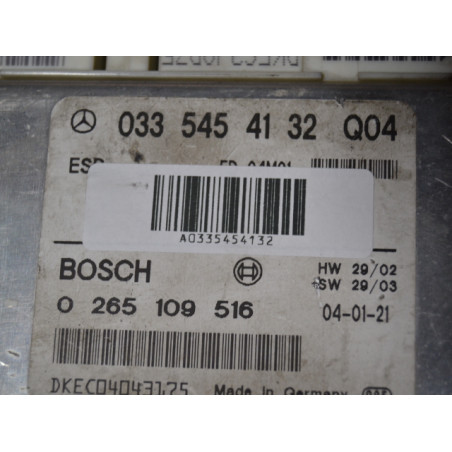 033 545 41 32 Q04
A0335454132
BOSCH
HW 29/02
SW 29/03
0 265 109 516
04-01-21
Made in Germany